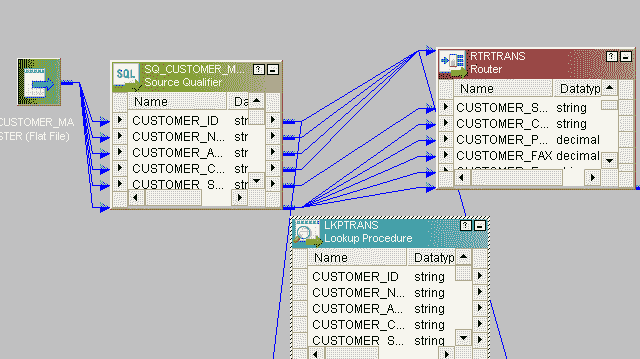 CUSTOMER_MA
STER (Flat File)
SQL
SQ_CUSTOMER_M...
Source Qualifier
Name Da
CUSTOMER_ID str
CUSTOMER_N... str
CUSTOMER_A... str
CUSTOMER_C... str
CUSTOMER_S... str
RTRTRANS
Router
Name Datatyp
CUSTOMER_S... string
CUSTOMER_C... string
CUSTOMER_P... decimal
CUSTOMER_FAX decimal
LKPTRANS
Lookup Procedure
Name Datatyp
CUSTOMER_ID string
CUSTOMER_N... string
CUSTOMER_A... string
CUSTOMER_C... string
CUSTOMER_S... string